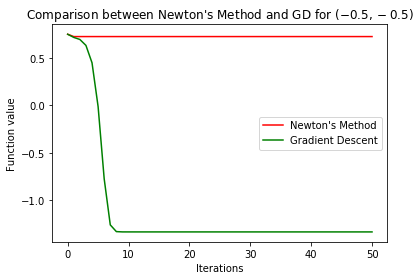 Comparison between Newton's Method and GD for (−0.5, − 0.5)
Function value
0.5
0.0
−0.5
−1.0
Newton's Method
Gradient Descent
0 10 20 30 40 50
Iterations